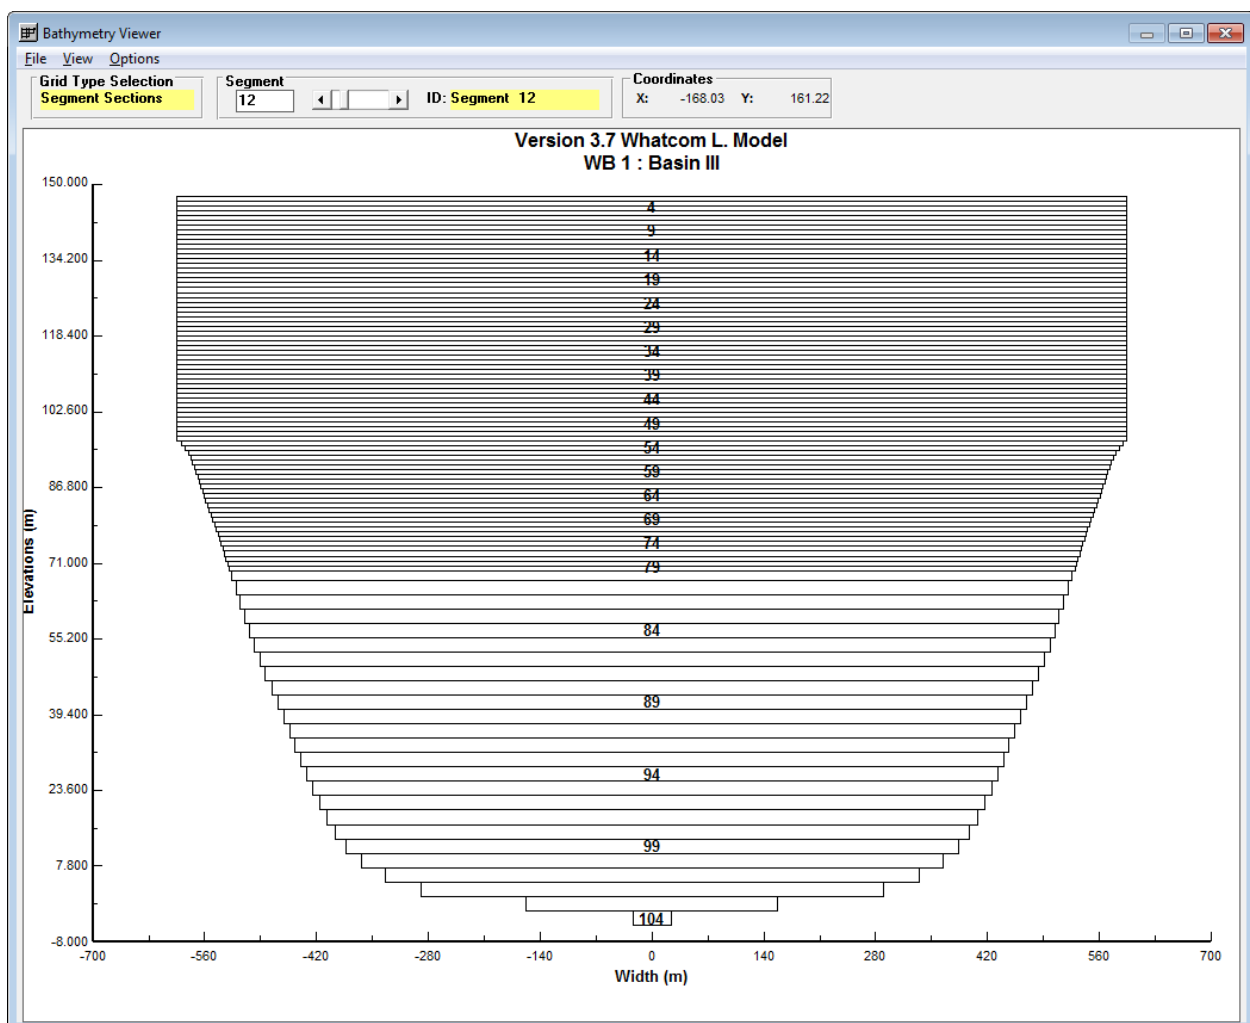 Bathymetry Viewer
File View Options
Grid Type Selection
Segment Sections
Segment
12
ID: Segment 12
Coordinates
X: -168.03 Y: 161.22
Version 3.7 Whatcom L. Model
WB 1 : Basin III
150.000
134.200
118.400
102.600
86.800
71.000
55.200
39.400
23.600
7.800
-8.000
Elevations (m)
4
9
14
19
24
29
34
39
44
49
54
59
64
69
74
79
84
89
94
99
104
-700 -560 -420 -280 -140 0 140 280 420 560 700
Width (m)